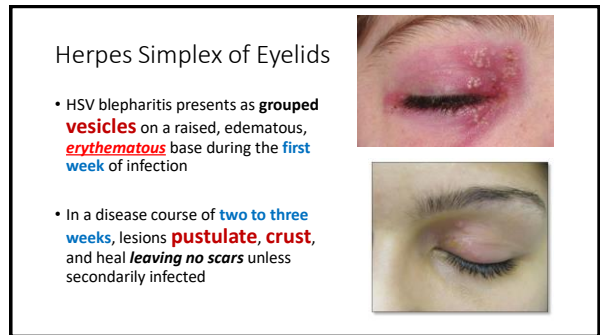 Herpes Simplex of Eyelids
• HSV blepharitis presents as grouped
vesicles on a raised, edematous,
erythematous base during the first
week of infection
• In a disease course of two to three
weeks, lesions pustulate, crust,
and heal leaving no scars unless
secondarily infected